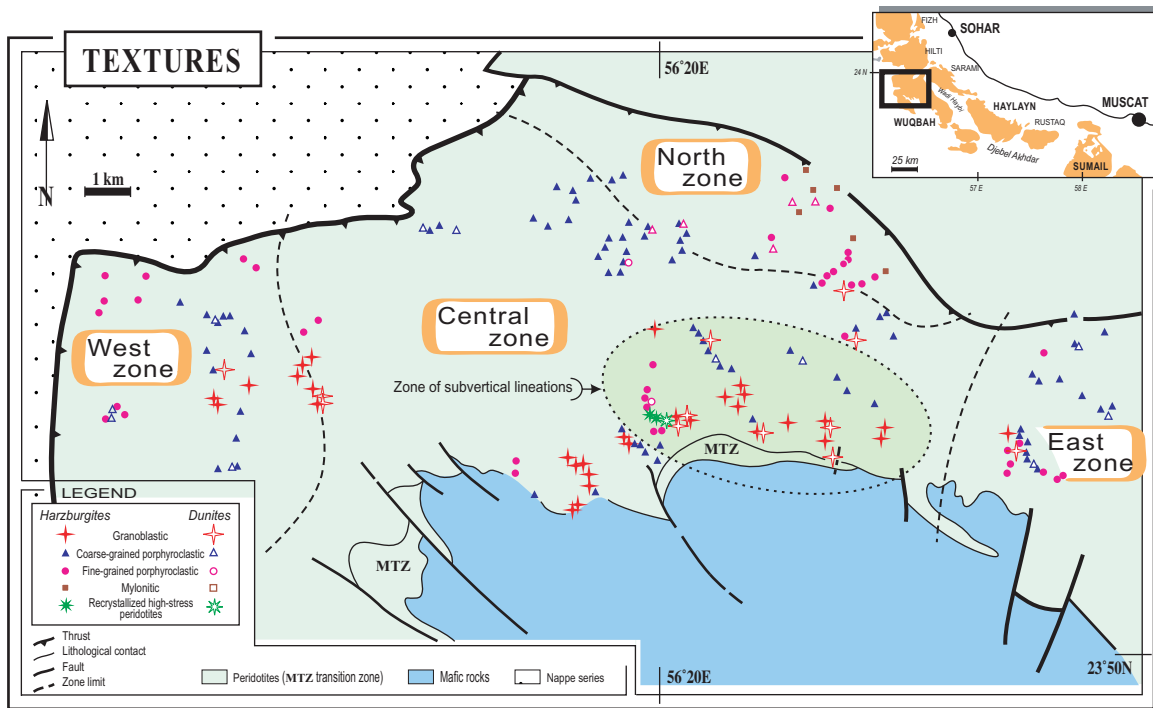 TEXTURES
56°20E
N
1 km
North
zone
Central
zone
West
zone
East
zone
Zone of subvertical lineations
MTZ
MTZ
FIZH
SOHAR
HILTI
24 N
SARAMI
Wadi Haybi
HAYLAYN
MUSCAT
WUQBAH
RUSTAQ
Djebel Akhdar
SUMAIL
25 km
57 E
58 E
LEGEND
Harzburgites Dunites
Granoblastic
Coarse-grained porphyroclastic
Fine-grained porphyroclastic
Mylonitic
Recrystallized high-stress
peridotites
Thrust
Lithological contact
Fault
Zone limit
Peridotites (MTZ transition zone)
Mafic rocks
Nappe series
56°20E
23°50N